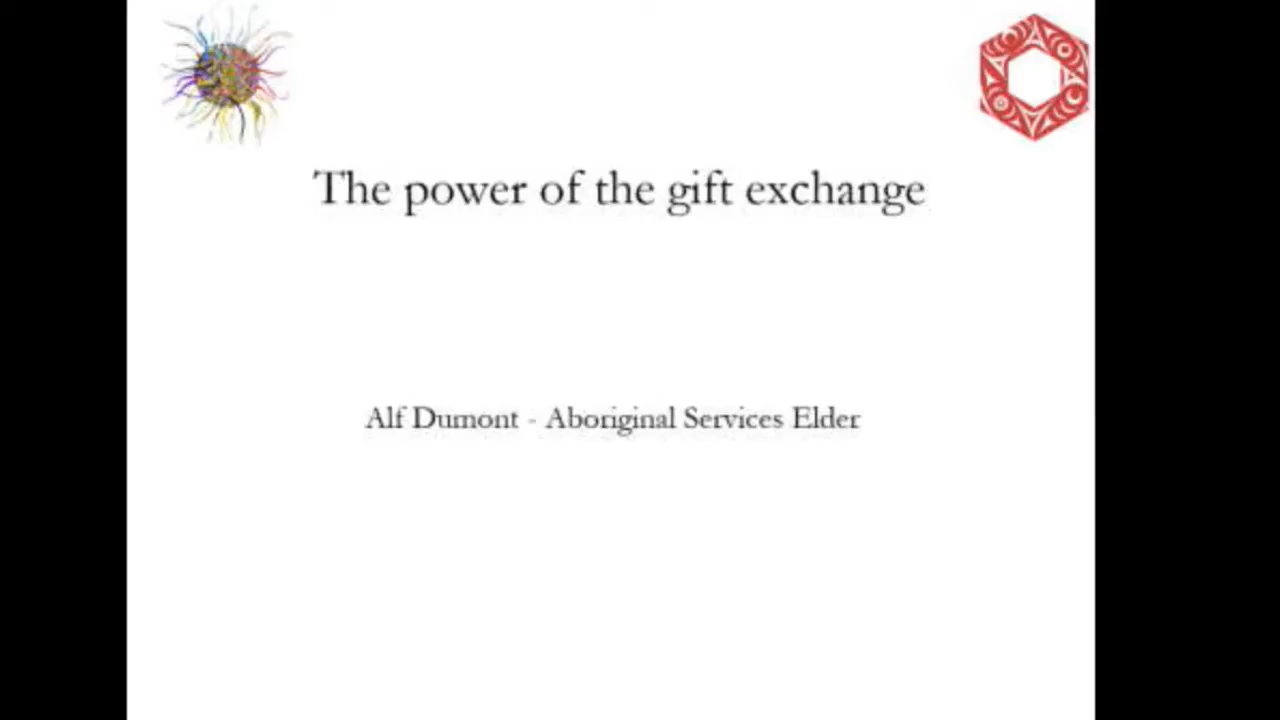 The power of the gift exchange
Alf Dumont - Aboriginal Services Elder